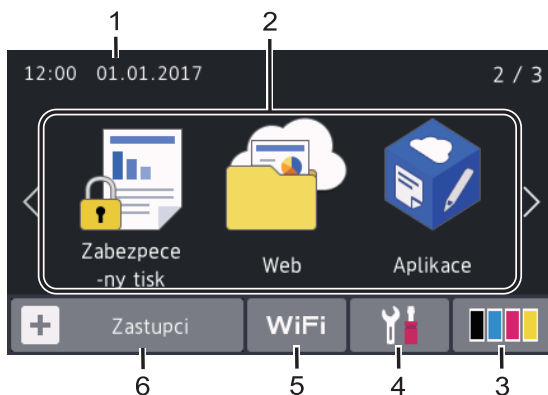 1
2
12:00 01.01.2017
2 / 3
Zabezpece
-ny tisk
Web
Aplikace
Zastupci
WiFi
6
5
4
3